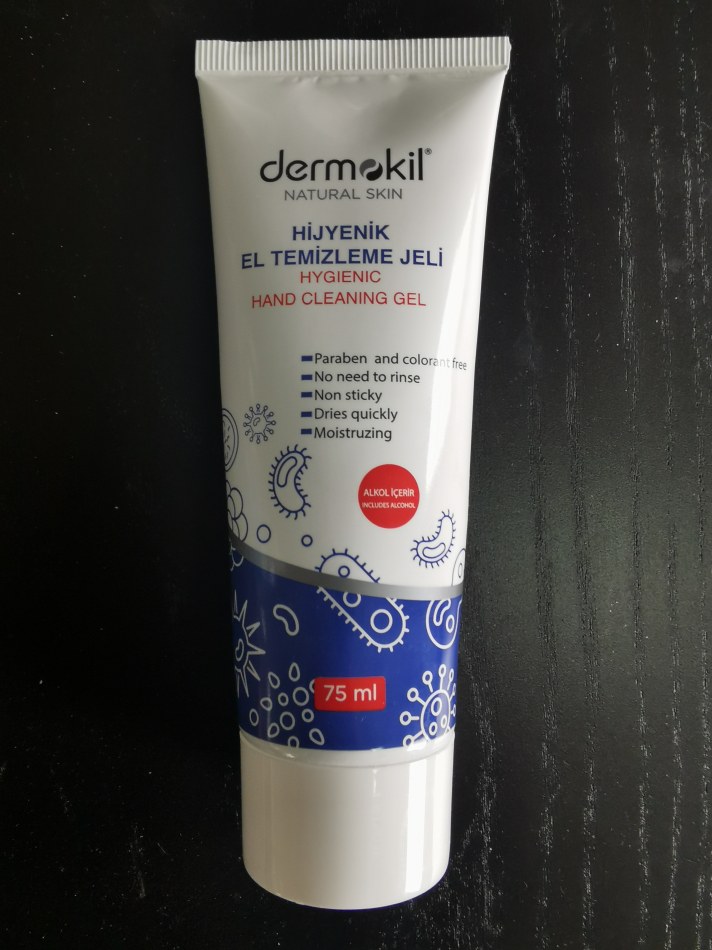 dermokil®
NATURAL SKIN
HİJYENİK
EL TEMİZLEME JELİ
HYGIENIC
HAND CLEANING GEL
Paraben and colorant free
No need to rinse
Non sticky
Dries quickly
Moistruzing
ALKOL İÇERİR
INCLUDES ALCOHOL
75 ml